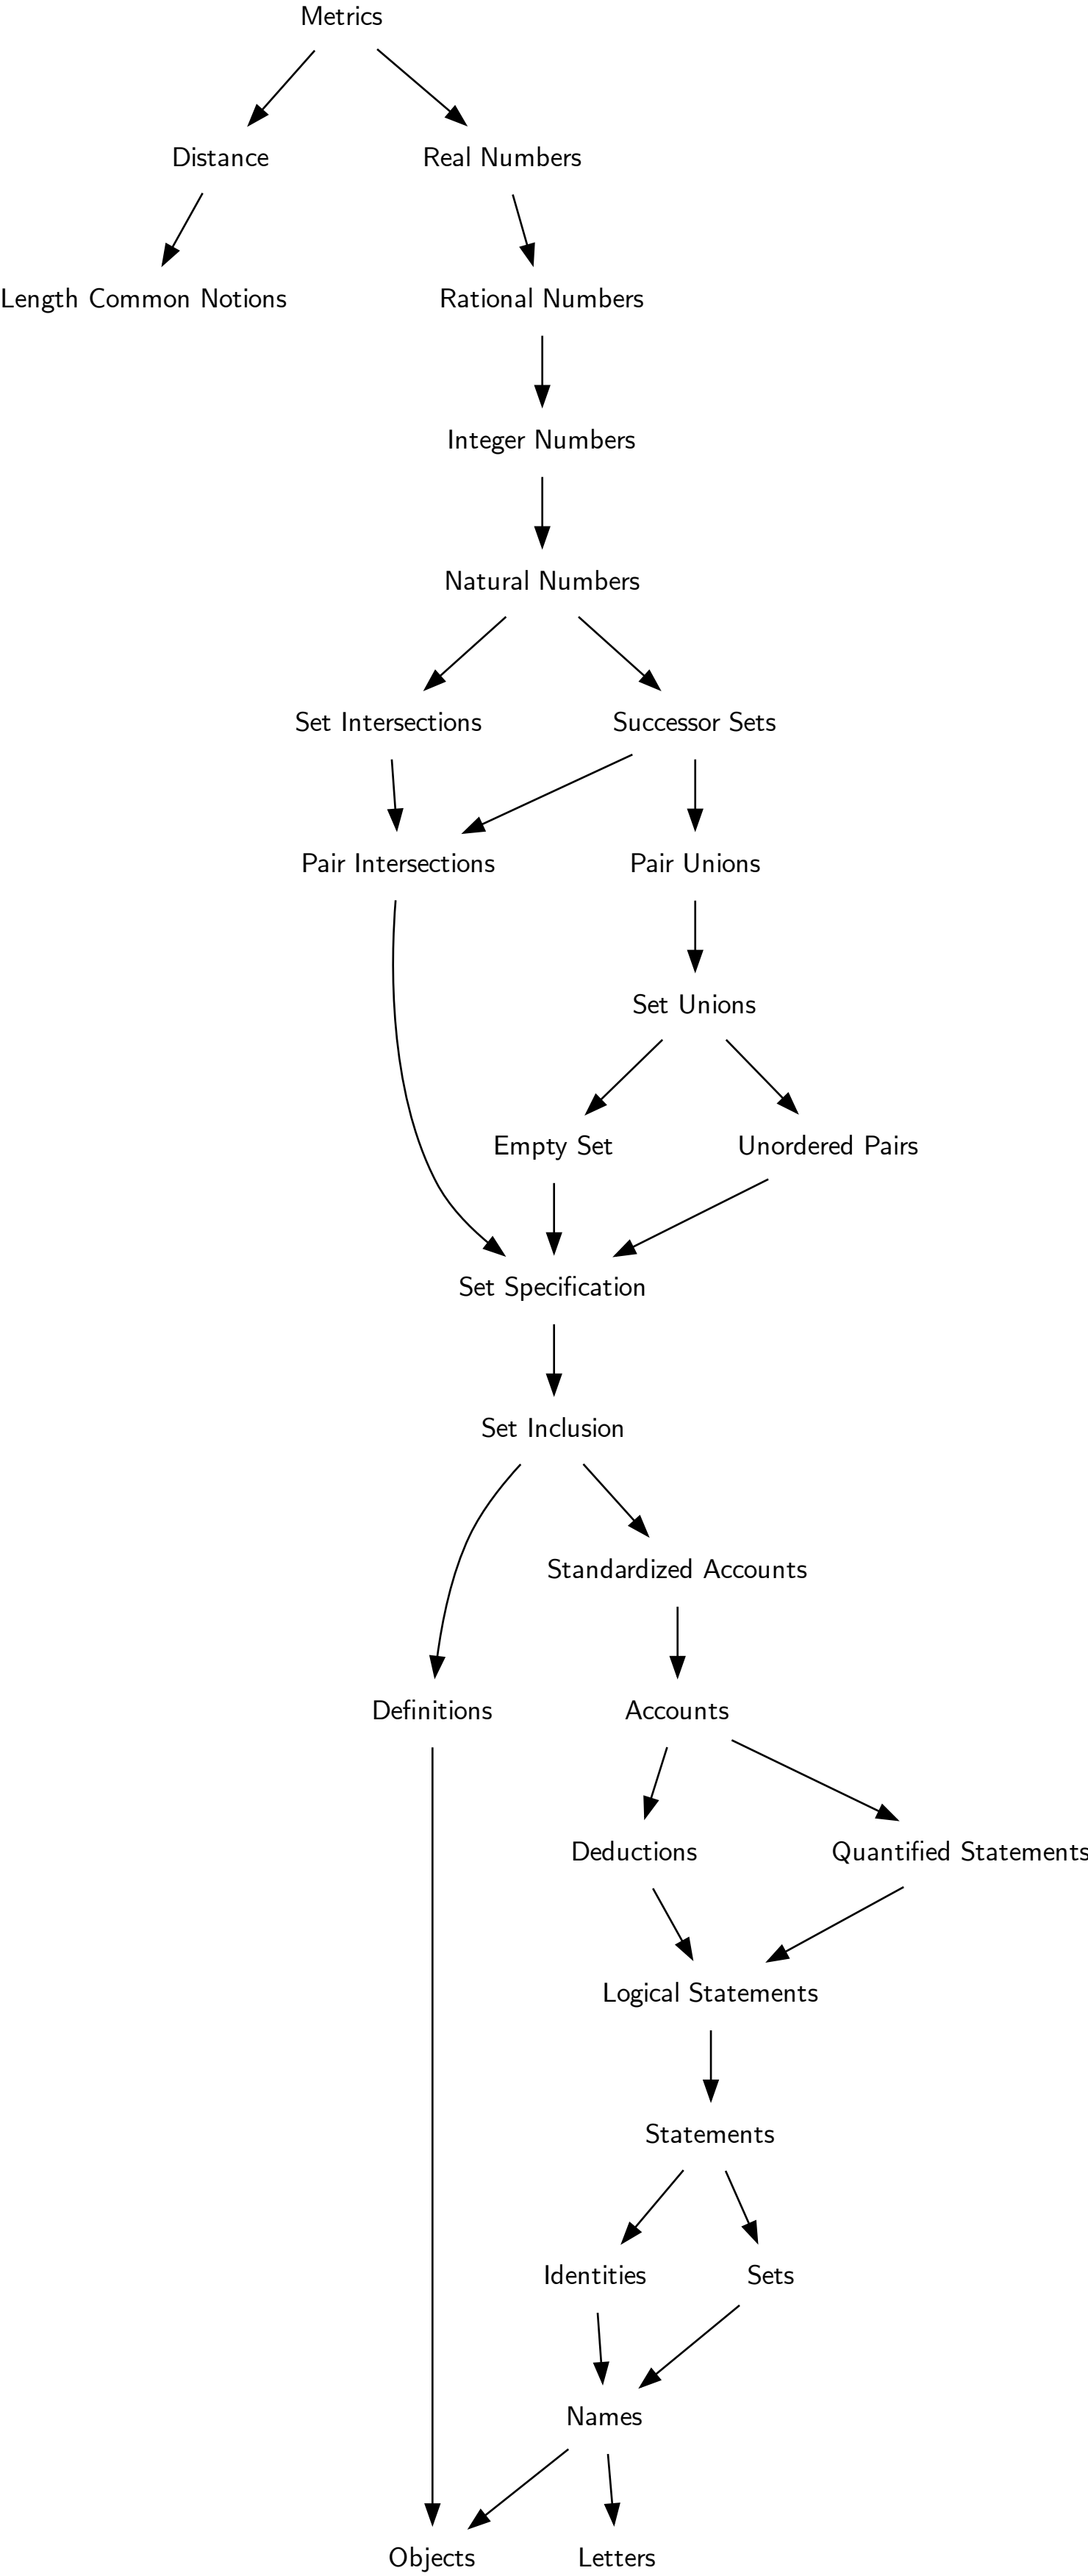 Metrics
Distance
Real Numbers
Length Common Notions
Rational Numbers
Integer Numbers
Natural Numbers
Set Intersections
Successor Sets
Pair Intersections
Pair Unions
Set Unions
Empty Set
Unordered Pairs
Set Specification
Set Inclusion
Standardized Accounts
Definitions
Accounts
Deductions
Quantified Statements
Logical Statements
Statements
Identities
Sets
Names
Objects
Letters